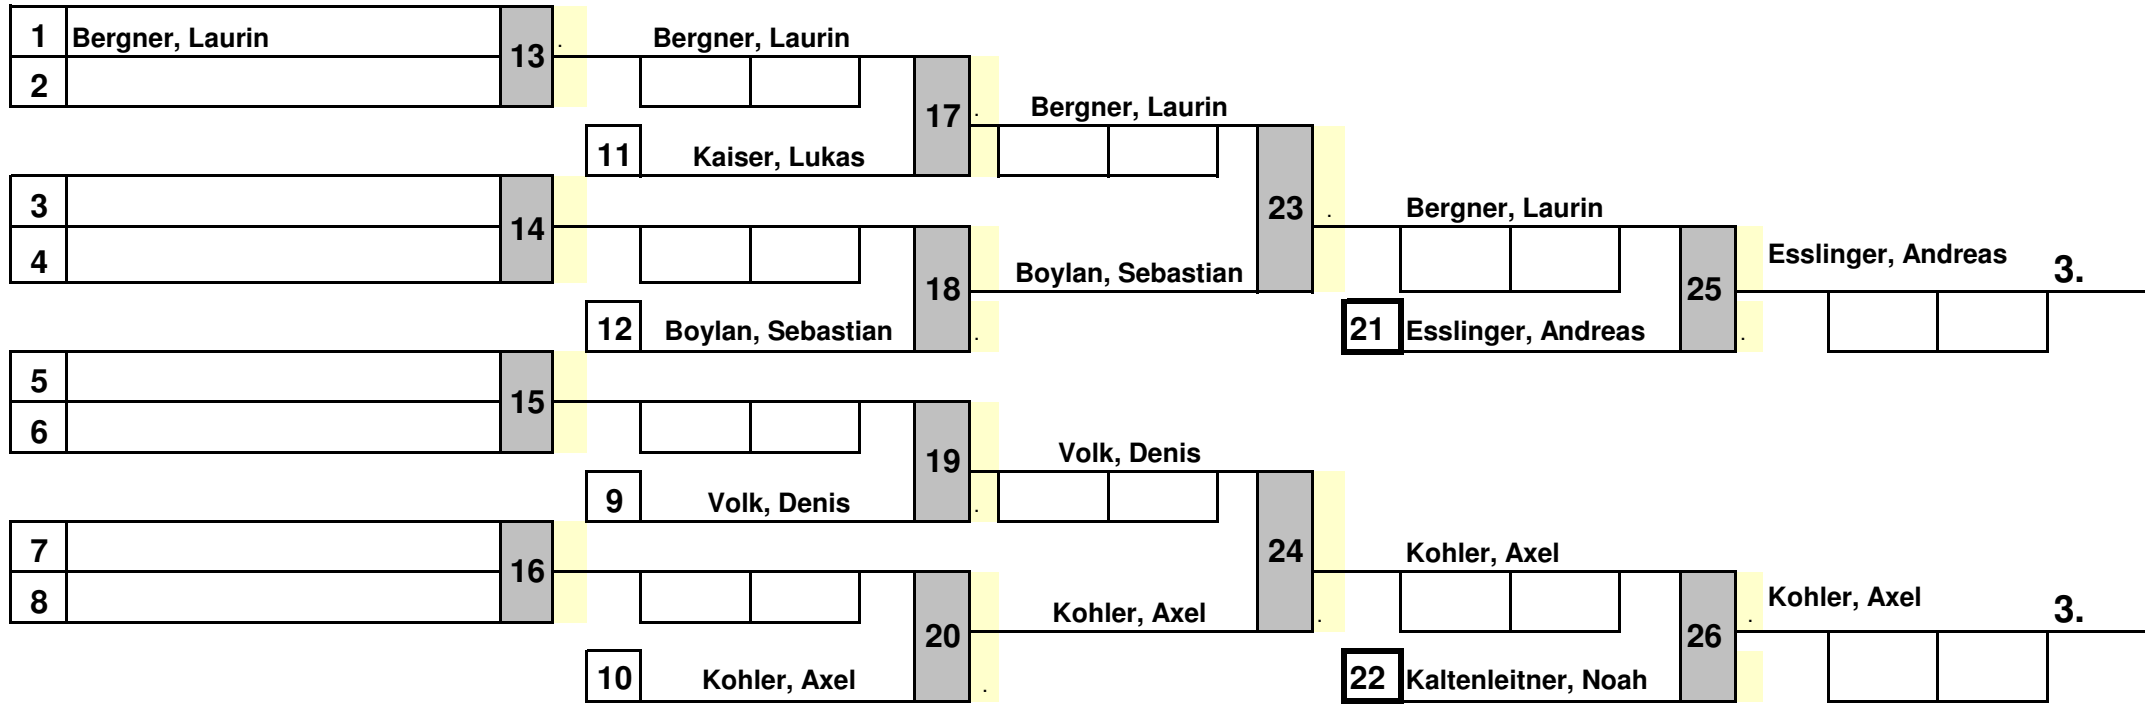 1 Bergner, Laurin 13 . Bergner, Laurin
2
17 . Bergner, Laurin
11 Kaiser, Lukas
3
14
23 . Bergner, Laurin
4
Esslinger, Andreas 3.
18 Boylan, Sebastian
25
12 Boylan, Sebastian .
21 Esslinger, Andreas .
5
15
6
19 Volk, Denis
9 Volk, Denis .
7
16
24 Kohler, Axel
8
20 Kohler, Axel .
26 . Kohler, Axel 3.
10 Kohler, Axel .
22 Kaltenleitner, Noah